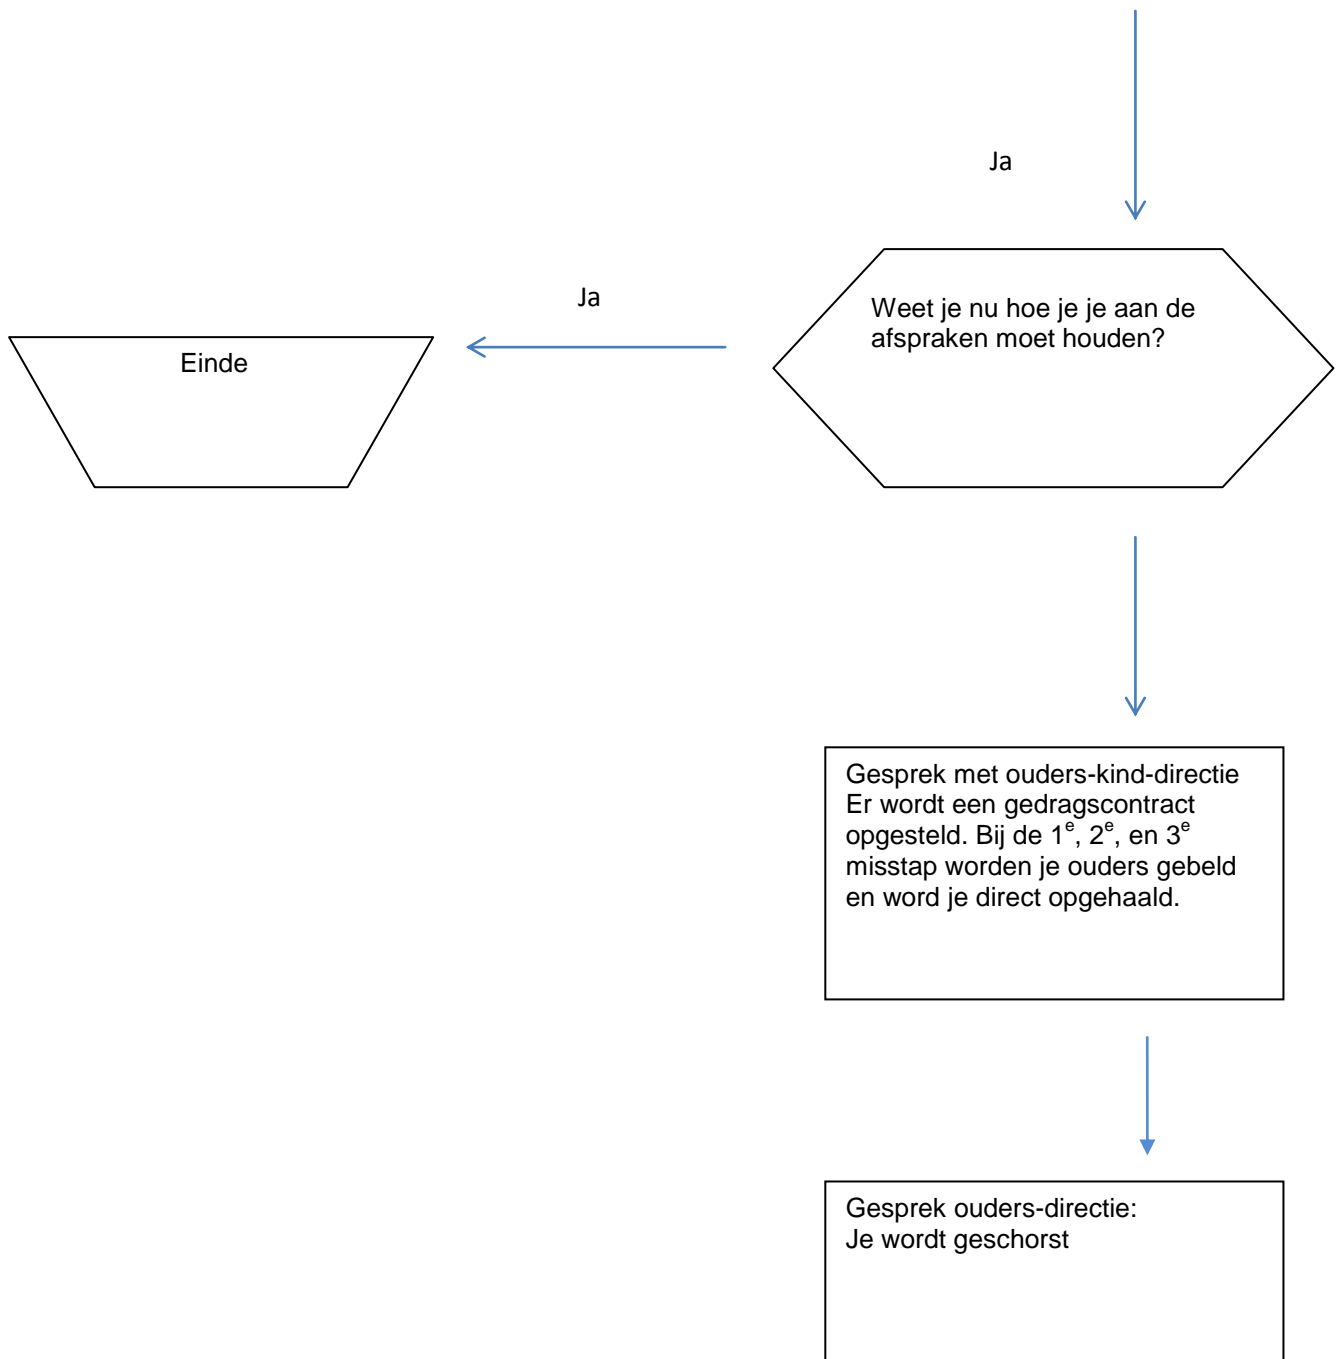 Ja
Ja
Weet je nu hoe je je aan de
afspraken moet houden?
Einde
Gesprek met ouders-kind-directie
Er wordt een gedragscontract
opgesteld. Bij de 1e, 2e, en 3e
misstap worden je ouders gebeld
en word je direct opgehaald.
Gesprek ouders-directie:
Je wordt geschorst